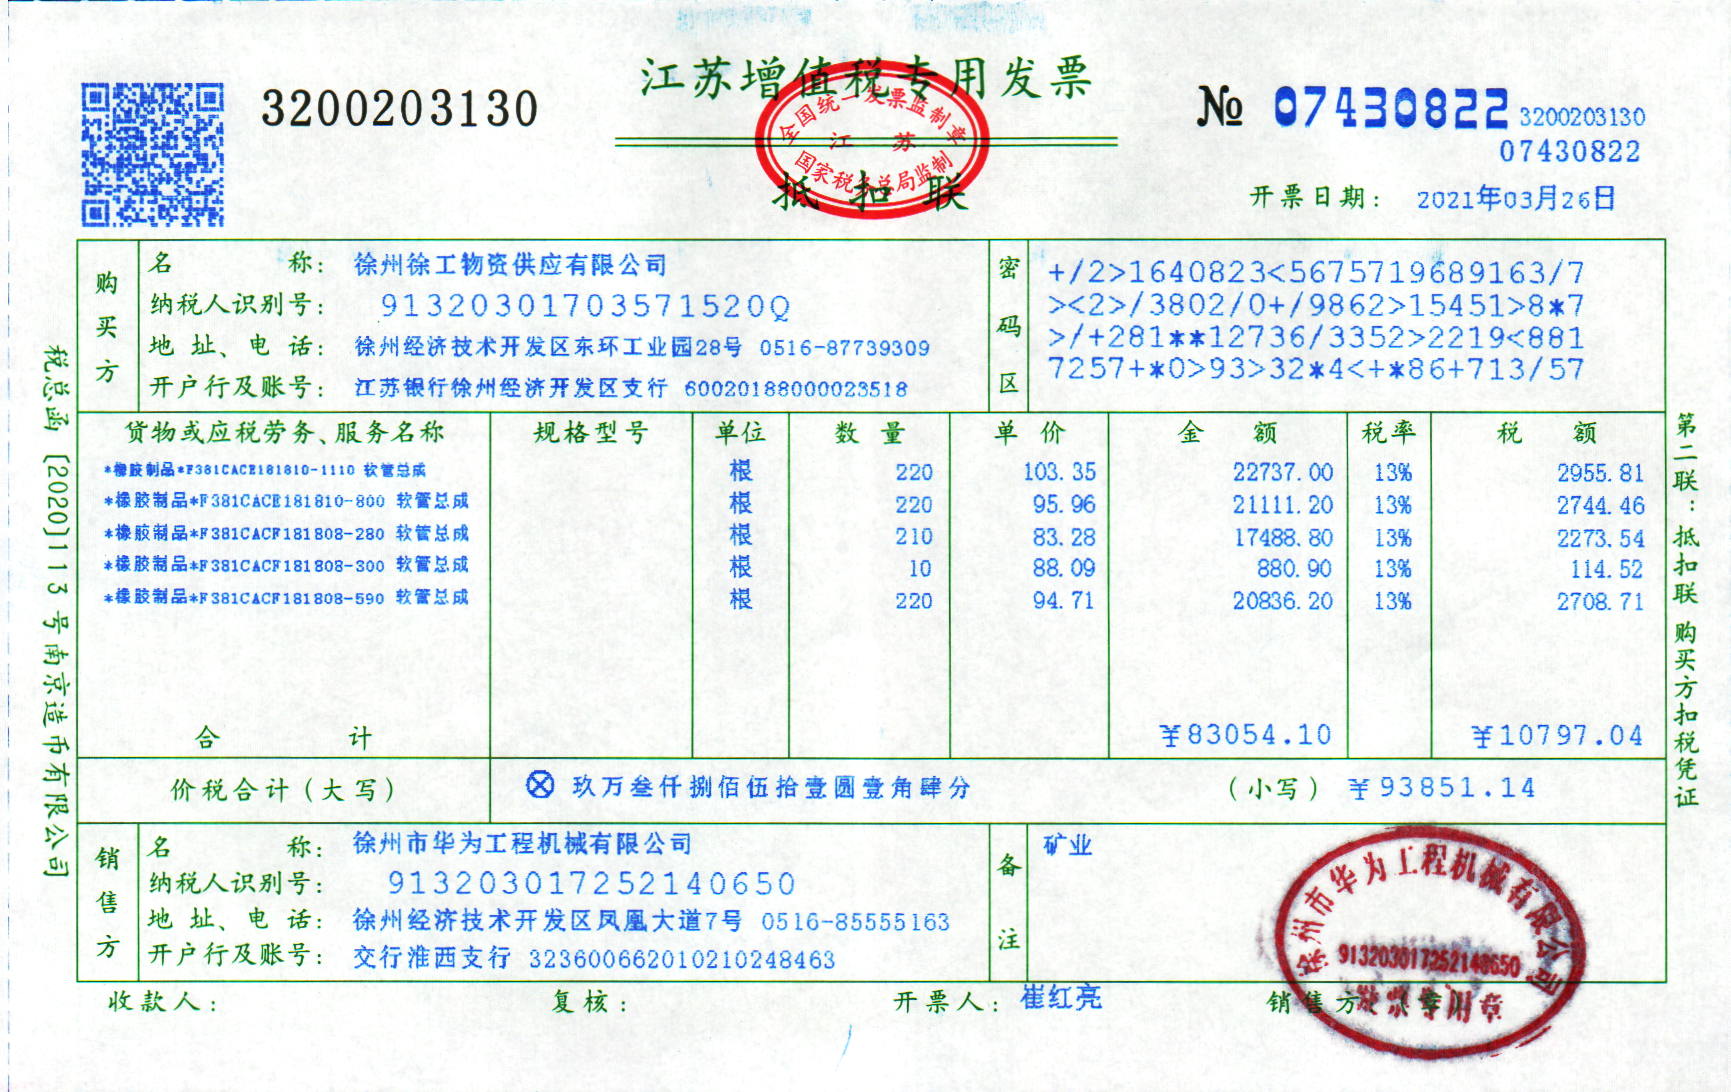 江苏增值税专用发票
3200203130
№ 07430822
3200203130
07430822
全国统一发票监制章
江 苏
国家税务总局监制
抵扣联
开票日期: 2021年03月26日
购买方
名 称: 徐州徐工物资供应有限公司
纳税人识别号: 91320301703571520Q
地 址、电 话: 徐州经济技术开发区东环工业园28号 0516-87739309
开户行及账号: 江苏银行徐州经济开发区支行 60020188000023518
密码区
+/2>1640823<5675719689163/7
><2>/3802/0+/9862>15451>8*7
>/+281**12736/3352>2219<881
7257+*0>93>32*4<+*86+713/57
货物或应税劳务、服务名称 规格型号 单位 数 量 单 价 金 额 税率 税 额
*橡胶制品*F381CACE181810-1110 软管总成 根 220 103.35 22737.00 13% 2955.81
*橡胶制品*F381CACE181810-800 软管总成 根 220 95.96 21111.20 13% 2744.46
*橡胶制品*F381CACF181808-280 软管总成 根 210 83.28 17488.80 13% 2273.54
*橡胶制品*F381CACF181808-300 软管总成 根 10 88.09 880.90 13% 114.52
*橡胶制品*F381CACF181808-590 软管总成 根 220 94.71 20836.20 13% 2708.71
合 计 ¥83054.10 ¥10797.04
价税合计(大写) ⊗ 玖万叁仟捌佰伍拾壹圆壹角肆分 (小写) ¥93851.14
销售方
名 称: 徐州市华为工程机械有限公司
纳税人识别号: 913203017252140650
地 址、电 话: 徐州经济技术开发区凤凰大道7号 0516-85555163
开户行及账号: 交行淮西支行 323600662010210248463
备注
矿业
徐州市华为工程机械有限公司
913203017252140650
发票专用章
收款人: 复核: 开票人: 崔红亮 销售方:(章)
税总函〔2020〕113号南京造币有限公司
第二联:抵扣联 购买方扣税凭证